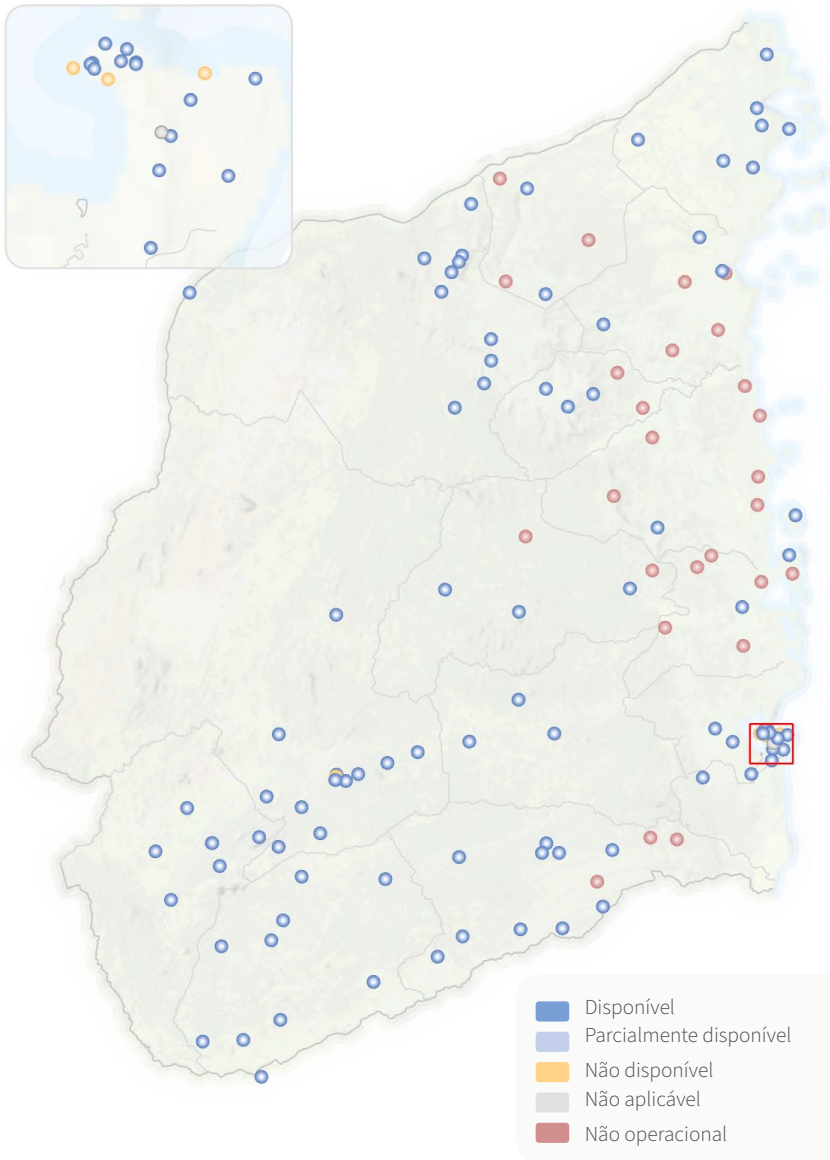 Disponível
Parcialmente disponível
Não disponível
Não aplicável
Não operacional